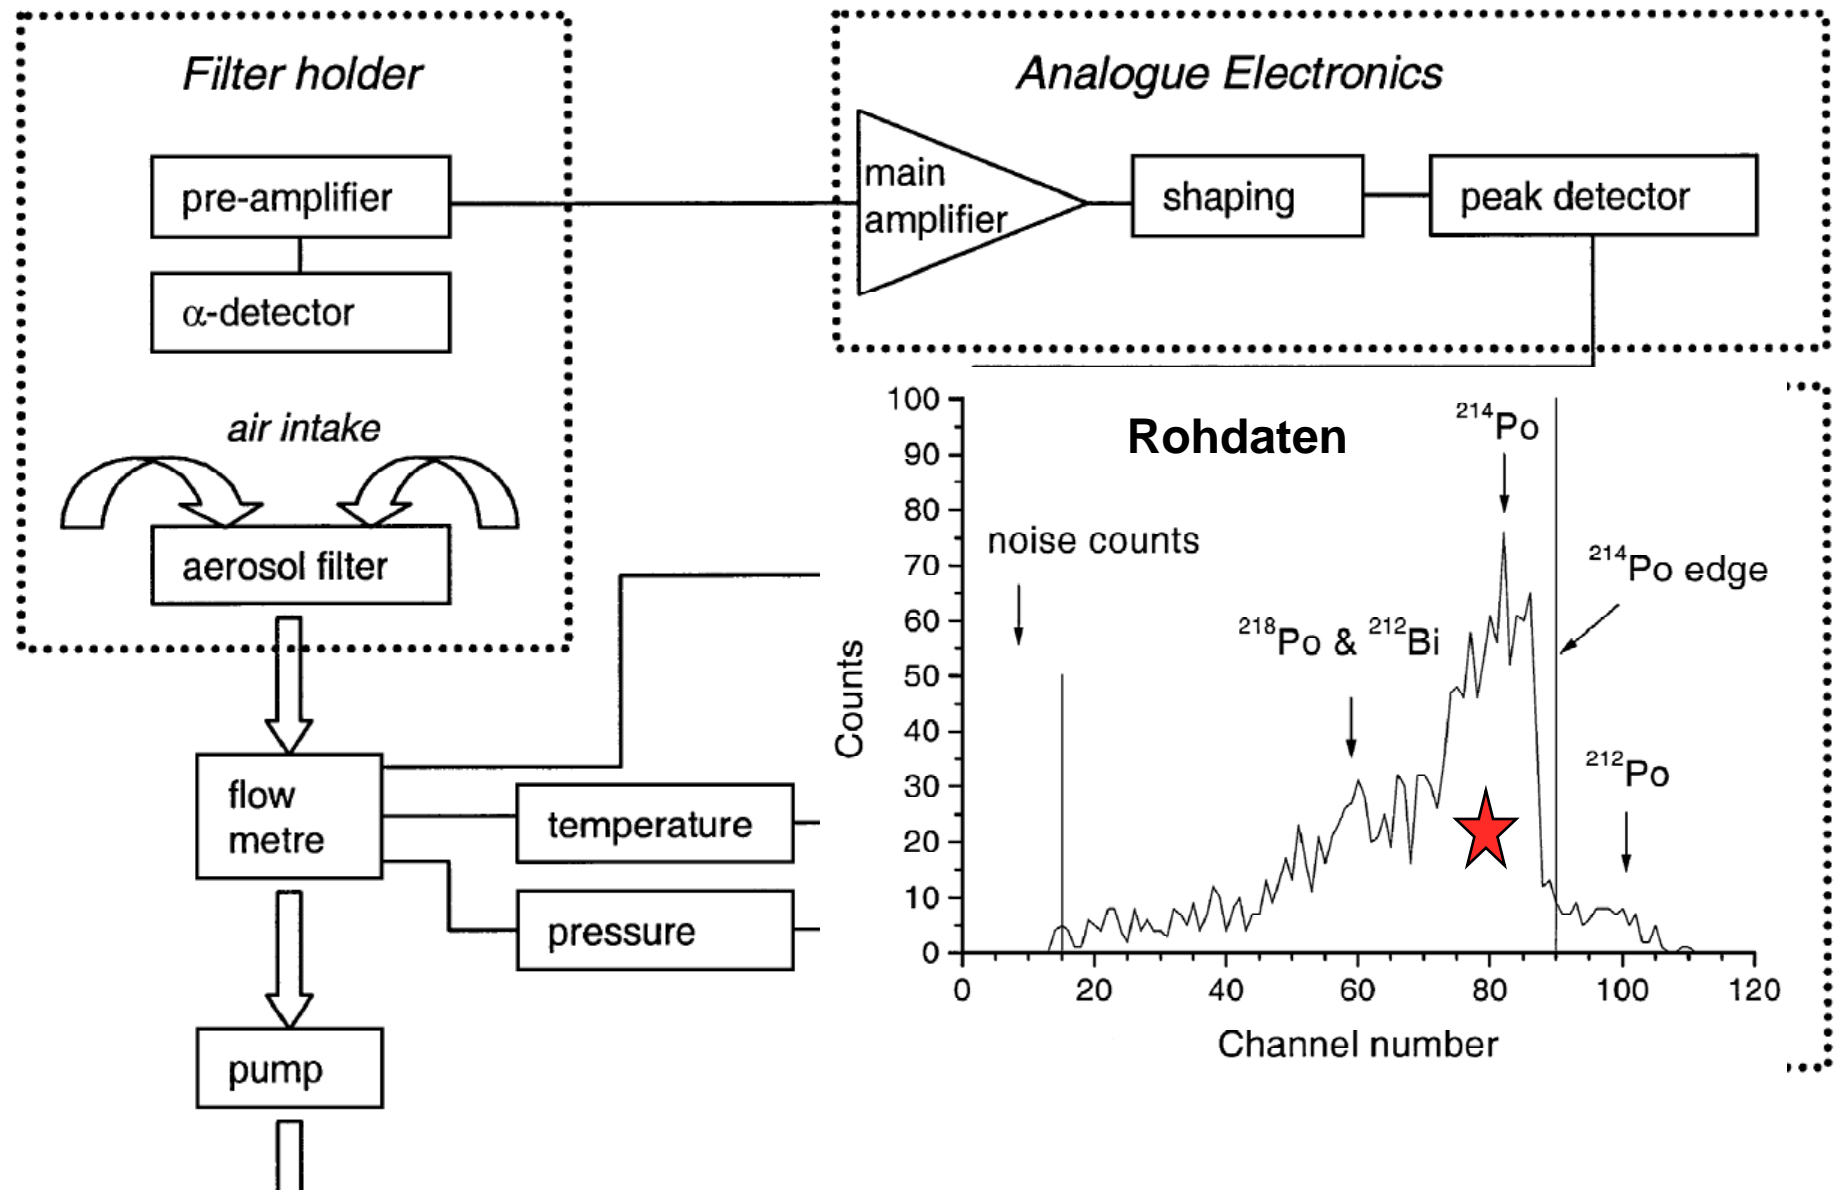 Filter holder
pre-amplifier
α-detector
air intake
aerosol filter
flow
metre
temperature
pressure
pump
Analogue Electronics
main
amplifier
shaping
peak detector
Rohdaten
100
90
80
70
60
50
40
30
20
10
0
Counts
noise counts
²¹⁸Po & ²¹²Bi
²¹⁴Po
²¹⁴Po edge
²¹²Po
0 20 40 60 80 100 120
Channel number